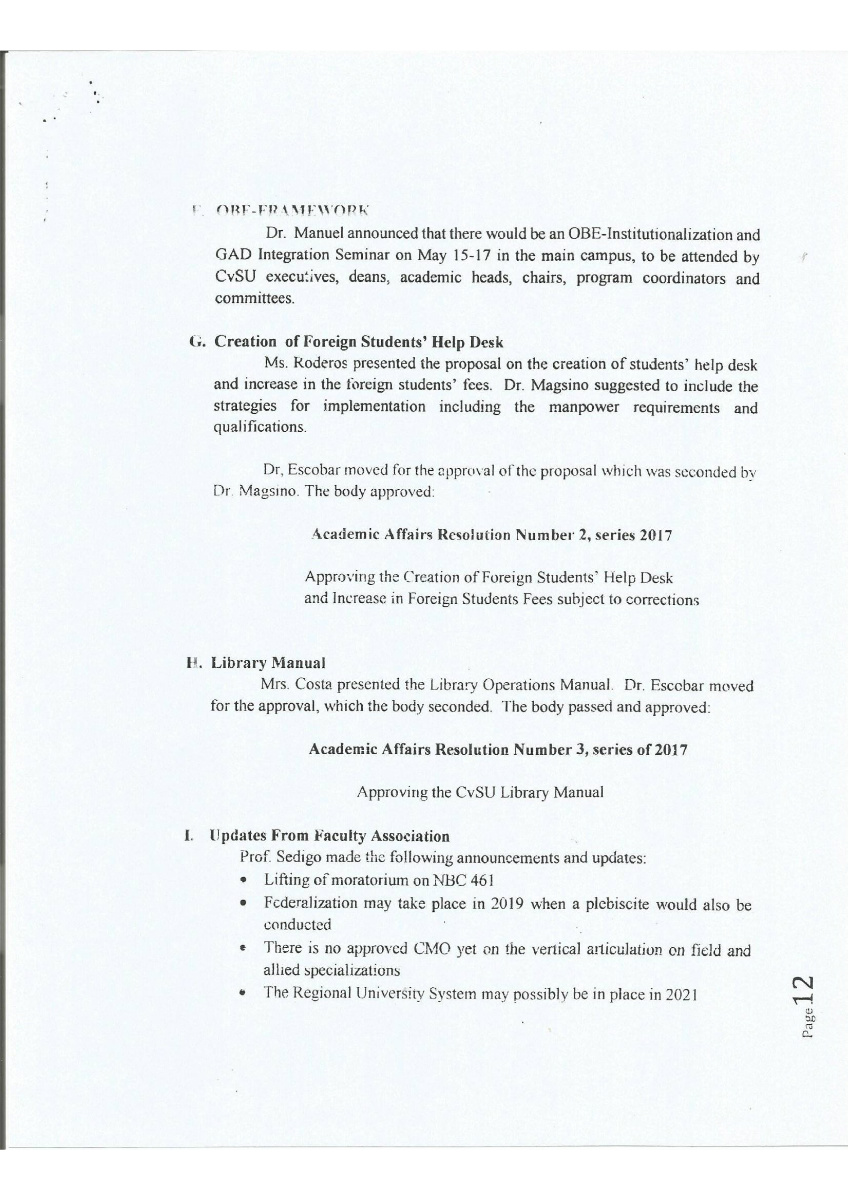 F. OBE-FRAMEWORK
Dr. Manuel announced that there would be an OBE-Institutionalization and
GAD Integration Seminar on May 15-17 in the main campus, to be attended by
CvSU executives, deans, academic heads, chairs, program coordinators and
committees.
G. Creation of Foreign Students' Help Desk
Ms. Roderos presented the proposal on the creation of students' help desk
and increase in the foreign students' fees. Dr. Magsino suggested to include the
strategies for implementation including the manpower requirements and
qualifications.
Dr, Escobar moved for the approval of the proposal which was seconded by
Dr. Magsino. The body approved:
Academic Affairs Resolution Number 2, series 2017
Approving the Creation of Foreign Students' Help Desk
and Increase in Foreign Students Fees subject to corrections
H. Library Manual
Mrs. Costa presented the Library Operations Manual. Dr. Escobar moved
for the approval, which the body seconded. The body passed and approved:
Academic Affairs Resolution Number 3, series of 2017
Approving the CvSU Library Manual
I. Updates From Faculty Association
Prof. Sedigo made the following announcements and updates:
• Lifting of moratorium on NBC 461
• Federalization may take place in 2019 when a plebiscite would also be
conducted
• There is no approved CMO yet on the vertical articulation on field and
allied specializations
• The Regional University System may possibly be in place in 2021
Page 12